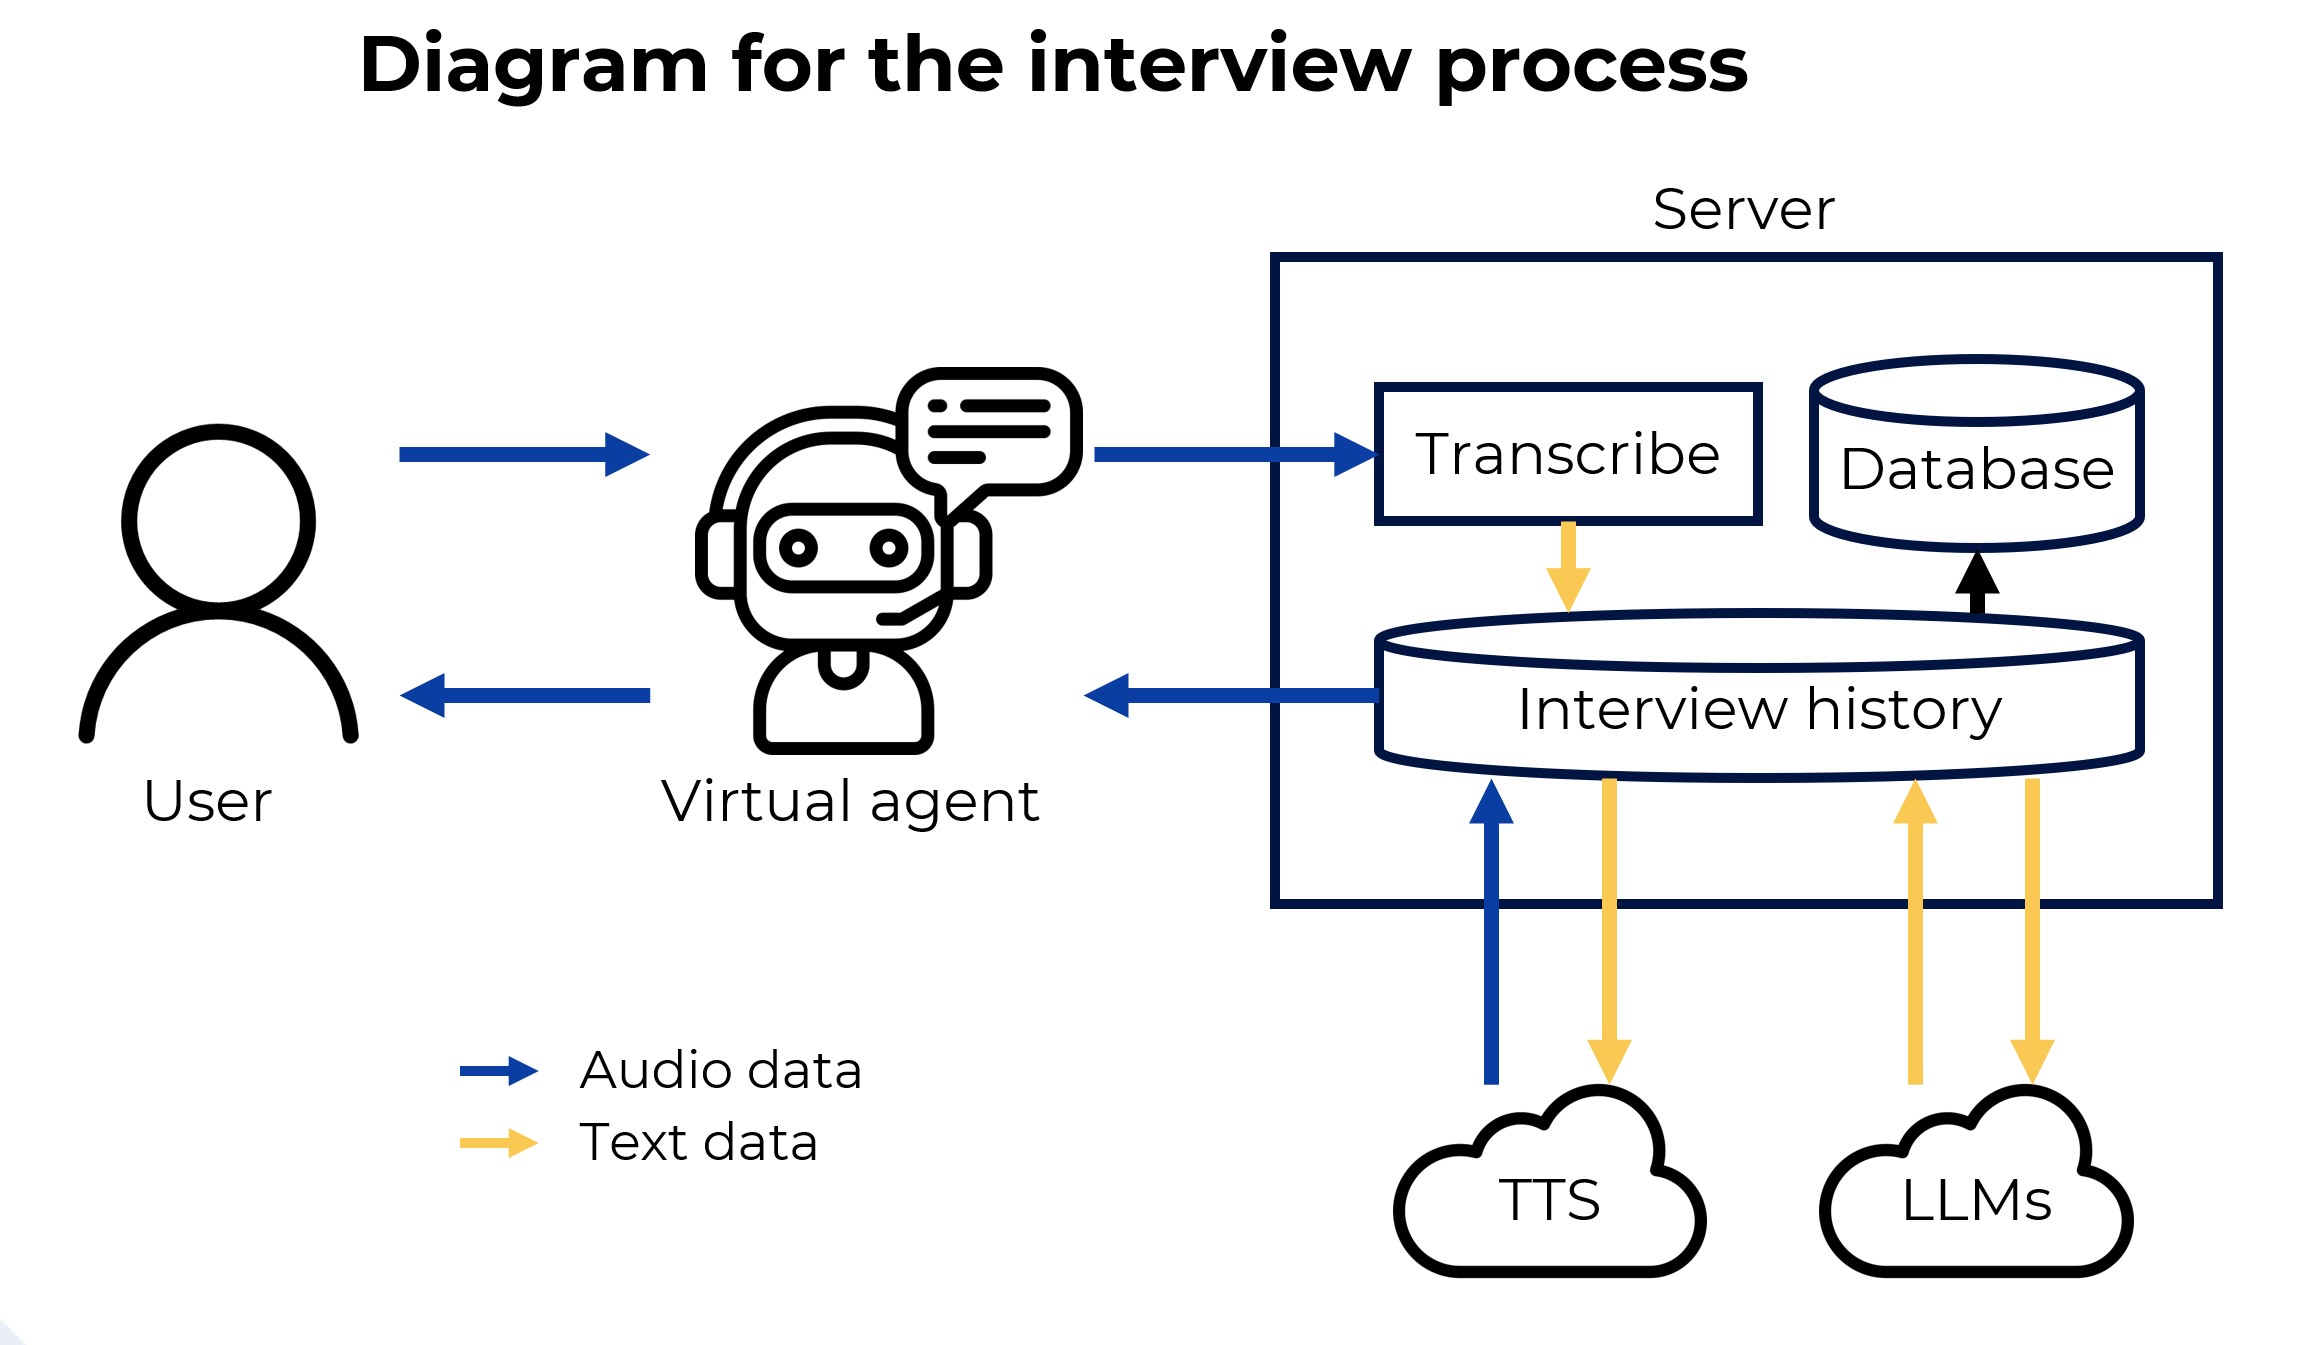 Diagram for the interview process
Server
Transcribe
Database
Interview history
User
Virtual agent
Audio data
Text data
TTS
LLMs